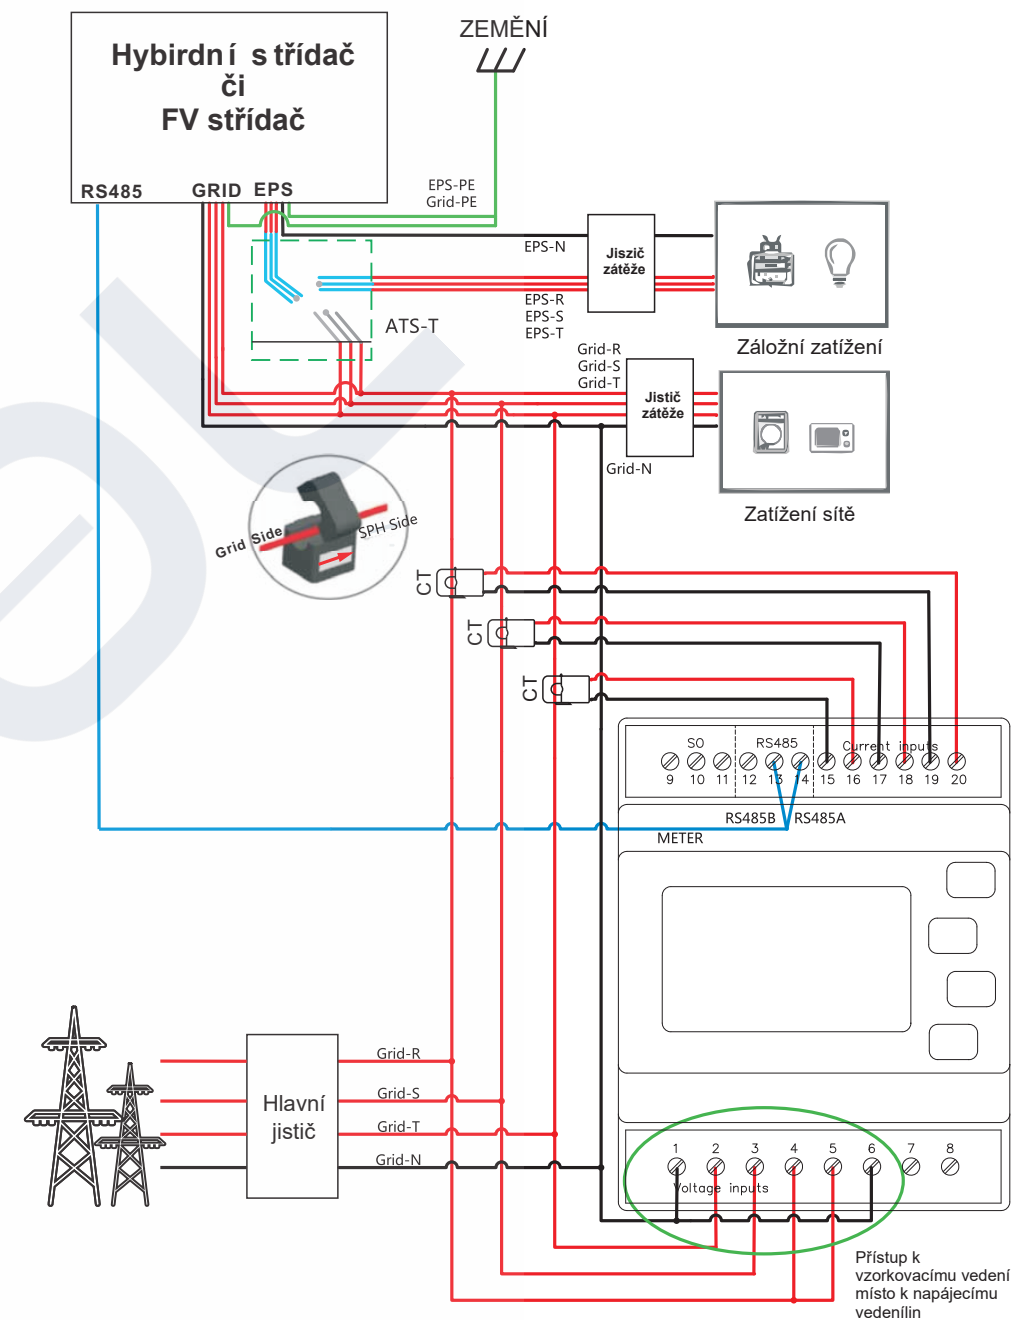 ZEMĚNÍ
Hybirdní s třídač
či
FV střídač
RS485
GRID
EPS
EPS-PE
Grid-PE
EPS-N
Jiszič
zátěže
EPS-R
EPS-S
EPS-T
ATS-T
Záložní zatížení
Grid-R
Grid-S
Grid-T
Jistič
zátěže
Grid-N
Zatížení sítě
Grid Side
SPH Side
CT
CT
CT
SO
RS485
Current inputs
9
10
11
12
13
14
15
16
17
18
19
20
RS485B
RS485A
METER
Grid-R
Grid-S
Grid-T
Grid-N
Hlavní
jistič
1
2
3
4
5
6
7
8
Voltage inputs
Přístup k
vzorkovacímu vedení
místo k napájecímu
vedenílin